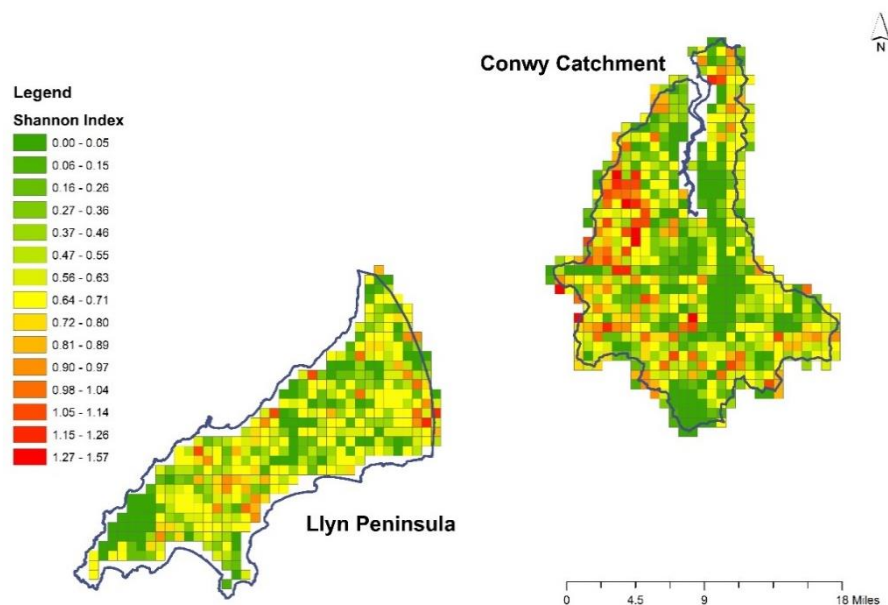 Conwy Catchment
N
Legend
Shannon Index
0.00 - 0.05
0.06 - 0.15
0.16 - 0.26
0.27 - 0.36
0.37 - 0.46
0.47 - 0.55
0.56 - 0.63
0.64 - 0.71
0.72 - 0.80
0.81 - 0.89
0.90 - 0.97
0.98 - 1.04
1.05 - 1.14
1.15 - 1.26
1.27 - 1.57
Llyn Peninsula
0 4.5 9 18 Miles